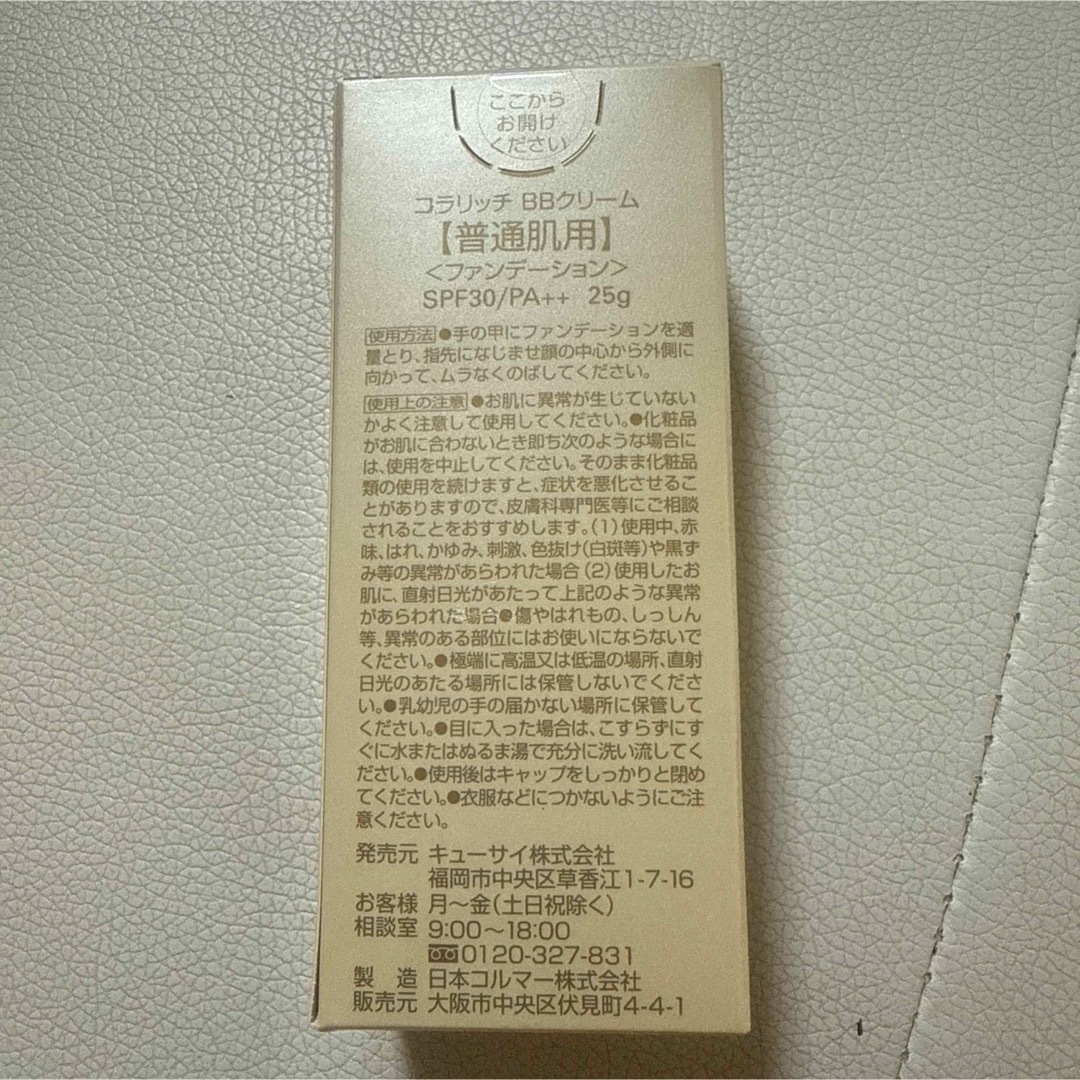 ここから
お開け
ください
コラリッチ BBクリーム
【普通肌用】
＜ファンデーション＞
SPF30/PA++ 25g
使用方法 ●手の甲にファンデーションを適
量とり、指先になじませ顔の中心から外側に
向かって、ムラなくのばしてください。
使用上の注意 ●お肌に異常が生じていない
かよく注意して使用してください。●化粧品
がお肌に合わないとき即ち次のような場合に
は、使用を中止してください。そのまま化粧品
類の使用を続けますと、症状を悪化させるこ
とがありますので、皮膚科専門医等にご相談
されることをおすすめします。(1)使用中、赤
味、はれ、かゆみ、刺激、色抜け(白斑等)や黒ず
み等の異常があらわれた場合 (2)使用したお
肌に、直射日光があたって上記のような異常
があらわれた場合●傷やはれもの、しっしん
等、異常のある部位にはお使いにならないで
ください。●極端に高温又は低温の場所、直射
日光のあたる場所には保管しないでくださ
い。●乳幼児の手の届かない場所に保管して
ください。●目に入った場合は、こすらずにす
ぐに水またはぬるま湯で充分に洗い流してく
ださい。●使用後はキャップをしっかりと閉め
てください。●衣服などにつかないようにご注
意ください。
発売元 キューサイ株式会社
福岡市中央区草香江1-7-16
お客様 月〜金(土日祝除く)
相談室 9:00〜18:00
0120-327-831
製 造 日本コルマー株式会社
販売元 大阪市中央区伏見町4-4-1